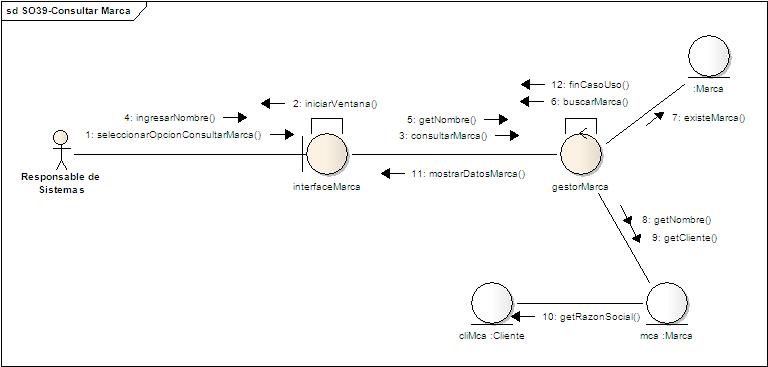 sd SO39-Consultar Marca
12: finCasoUso()
:Marca
2: iniciarVentana()
6: buscarMarca()
4: ingresarNombre()
5: getNombre()
7: existeMarca()
1: seleccionarOpcionConsultarMarca()
3: consultarMarca()
Responsable de
Sistemas
interfaceMarca
11: mostrarDatosMarca()
gestorMarca
8: getNombre()
9: getCliente()
10: getRazonSocial()
cliMca :Cliente
mca :Marca